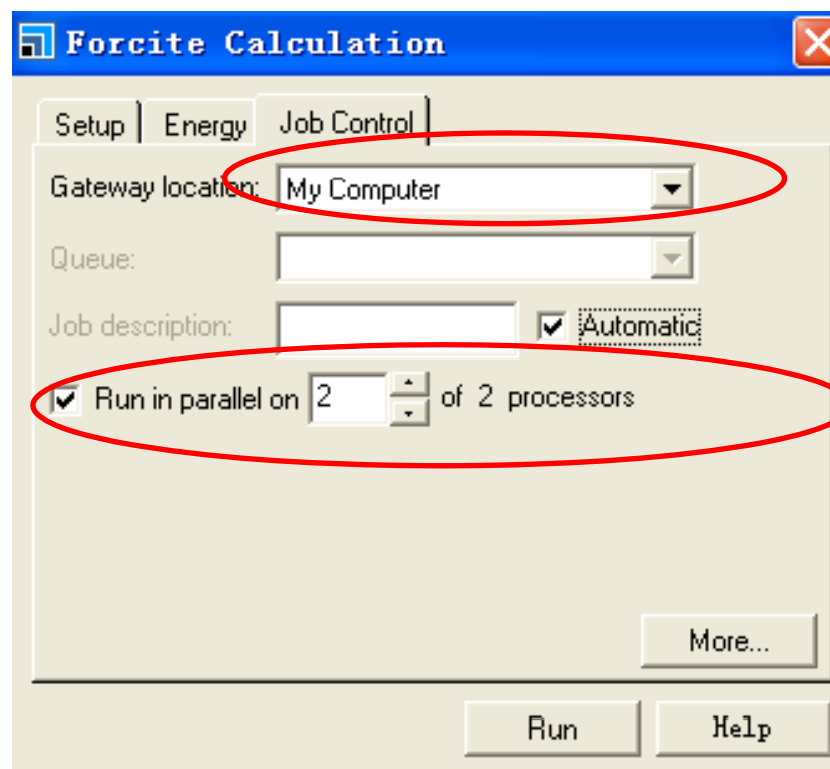 Forcite Calculation
Setup Energy Job Control
Gateway location: My Computer
Queue:
Job description: Automatic
Run in parallel on 2 of 2 processors
More...
Run Help